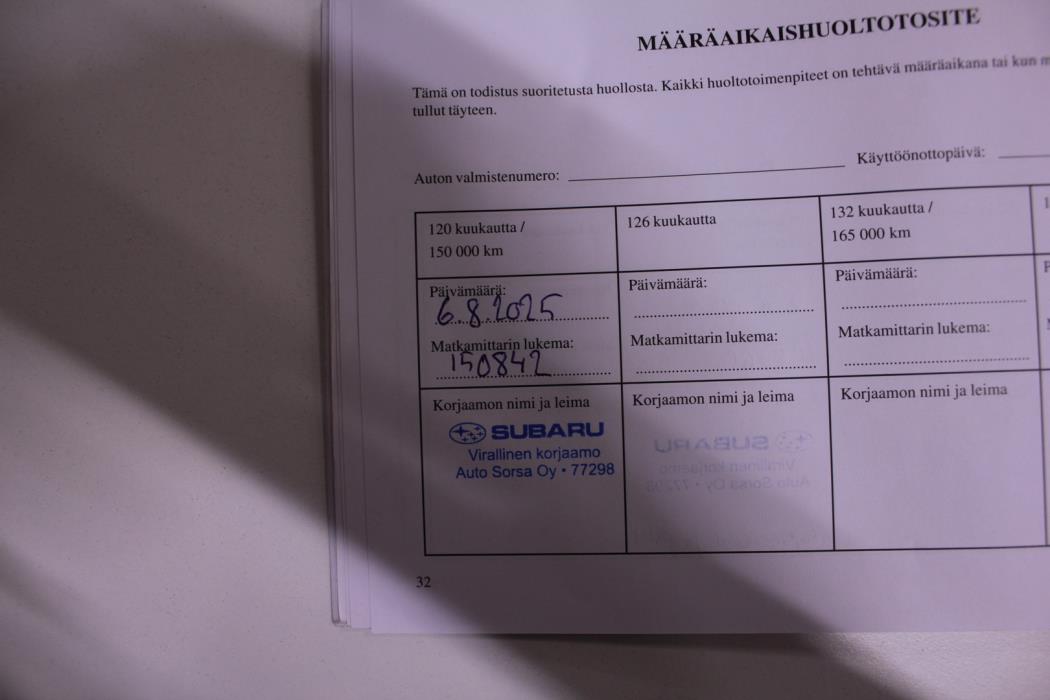 MÄÄRÄAIKAISHUOLTOTOSITE
Tämä on todistus suoritetusta huollosta. Kaikki huoltotoimenpiteet on tehtävä määräaikana tai kun
tullut täyteen.
Auton valmistenumero: Käyttöönottopäivä:
120 kuukautta /
150 000 km
126 kuukautta
132 kuukautta /
165 000 km
Päivämäärä:
6.8.2025
Matkamittarin lukema:
150842
Päivämäärä:
Matkamittarin lukema:
Päivämäärä:
Matkamittarin lukema:
Korjaamon nimi ja leima
SUBARU
Virallinen korjaamo
Auto Sorsa Oy • 77298
Korjaamon nimi ja leima
Korjaamon nimi ja leima
32